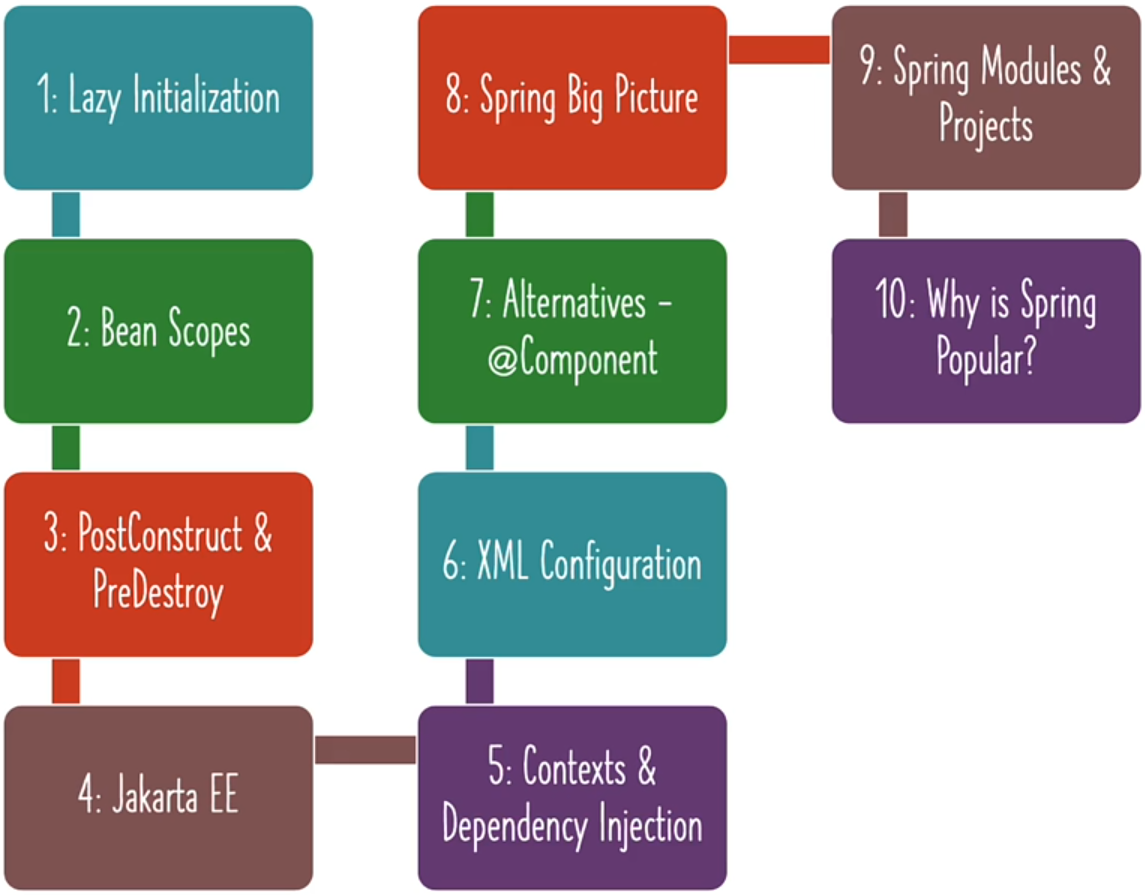 1: Lazy Initialization
2: Bean Scopes
3: PostConstruct &
PreDestroy
4: Jakarta EE
5: Contexts &
Dependency Injection
6: XML Configuration
7: Alternatives -
@Component
8: Spring Big Picture
9: Spring Modules &
Projects
10: Why is Spring
Popular?